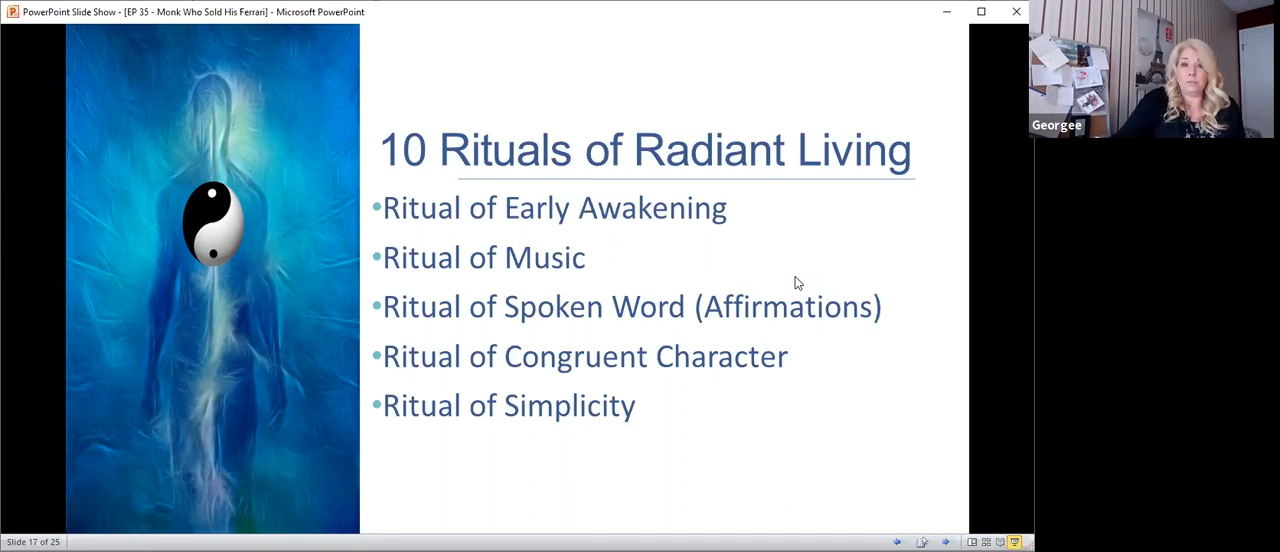 PowerPoint Slide Show - [EP 35 - Monk Who Sold His Ferrari] - Microsoft PowerPoint
Georgee
10 Rituals of Radiant Living
•Ritual of Early Awakening
•Ritual of Music
•Ritual of Spoken Word (Affirmations)
•Ritual of Congruent Character
•Ritual of Simplicity
Slide 17 of 25